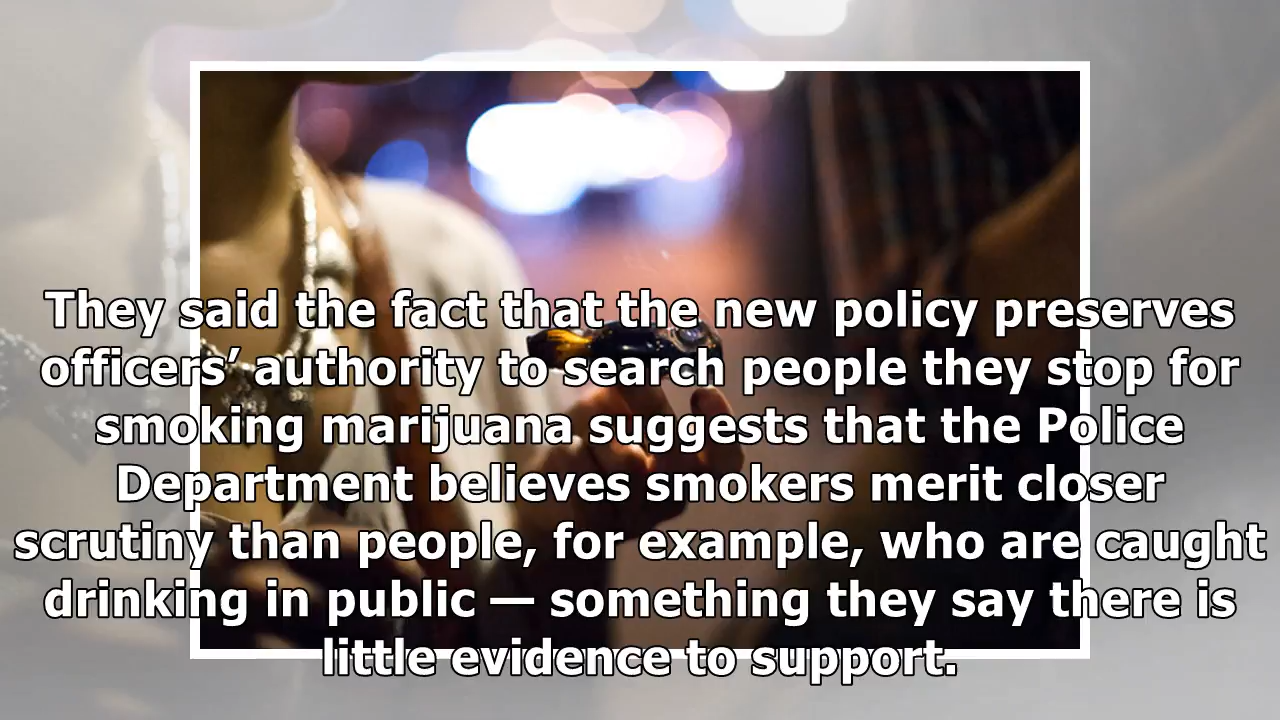 They said the fact that the new policy preserves
officers’ authority to search people they stop for
smoking marijuana suggests that the Police
Department believes smokers merit closer
scrutiny than people, for example, who are caught
drinking in public — something they say there is
little evidence to support.